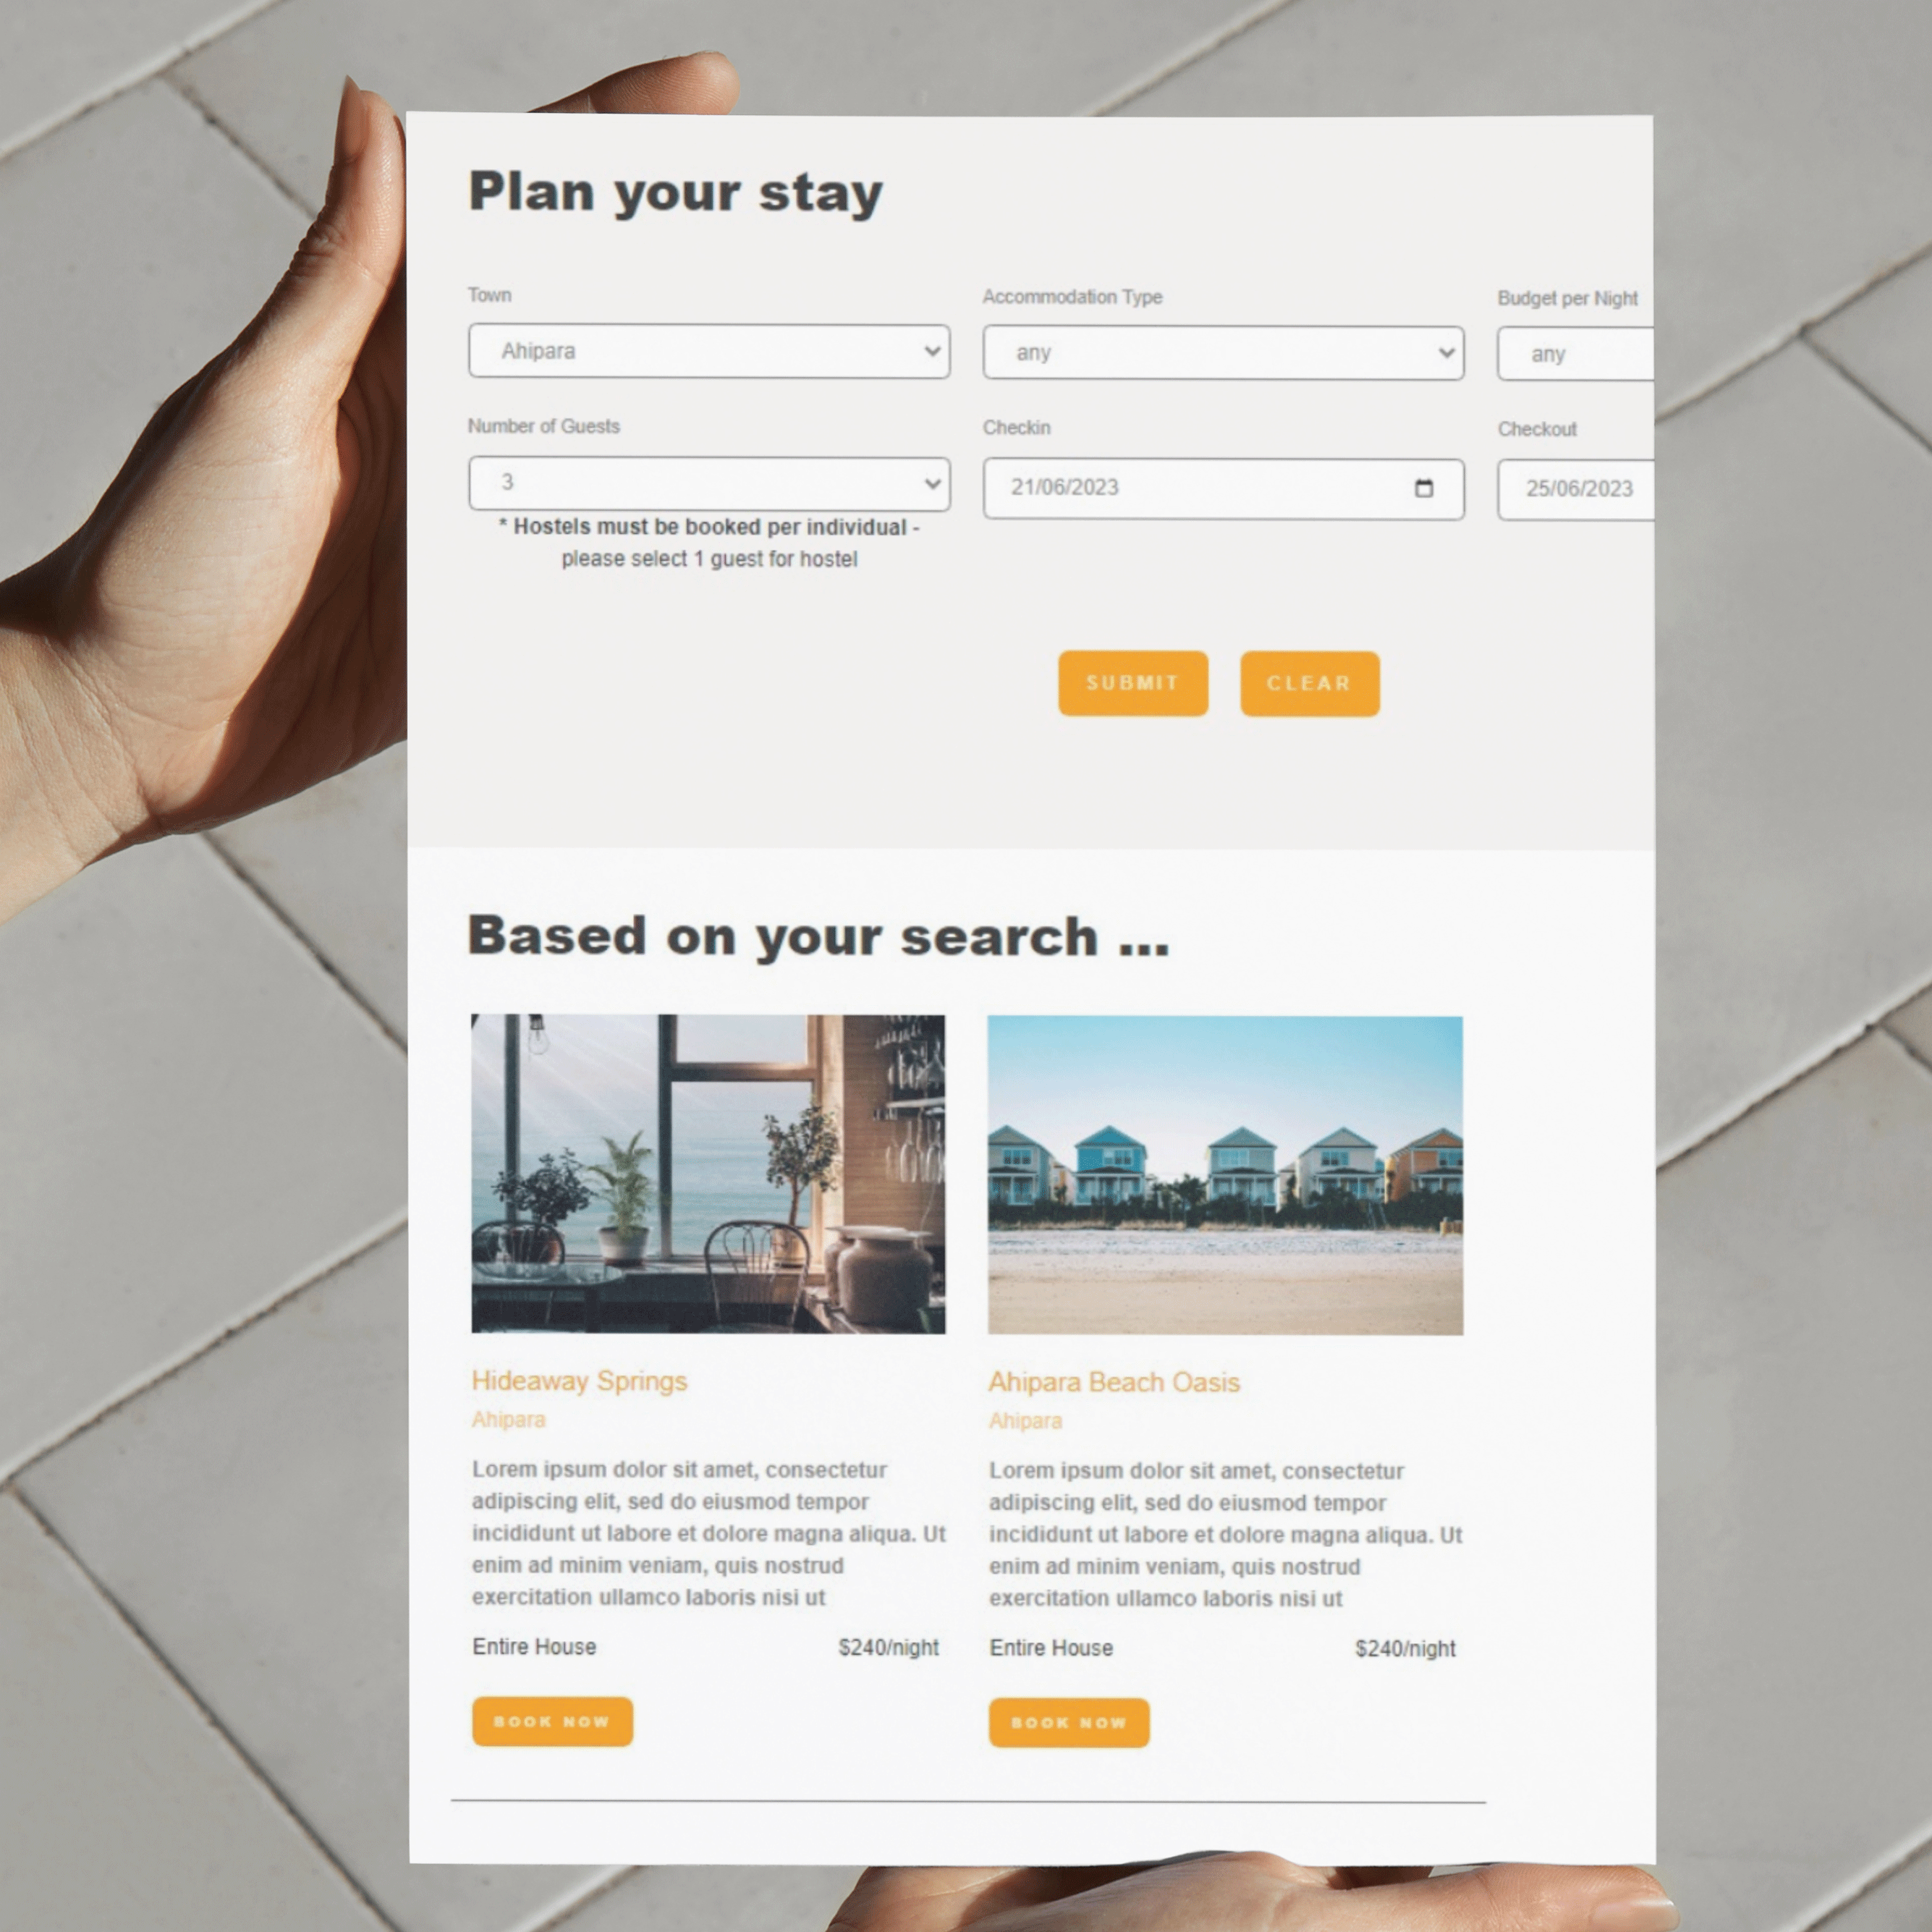 Plan your stay
Town
Accommodation Type
Budget per Night
Ahipara
any
any
Number of Guests
Checkin
Checkout
3
21/06/2023
25/06/2023
* Hostels must be booked per individual -
please select 1 guest for hostel
SUBMIT
CLEAR
Based on your search ...
Hideaway Springs
Ahipara
Lorem ipsum dolor sit amet, consectetur
adipiscing elit, sed do eiusmod tempor
incididunt ut labore et dolore magna aliqua. Ut
enim ad minim veniam, quis nostrud
exercitation ullamco laboris nisi ut
Entire House
$240/night
BOOK NOW
Ahipara Beach Oasis
Ahipara
Lorem ipsum dolor sit amet, consectetur
adipiscing elit, sed do eiusmod tempor
incididunt ut labore et dolore magna aliqua. Ut
enim ad minim veniam, quis nostrud
exercitation ullamco laboris nisi ut
Entire House
$240/night
BOOK NOW